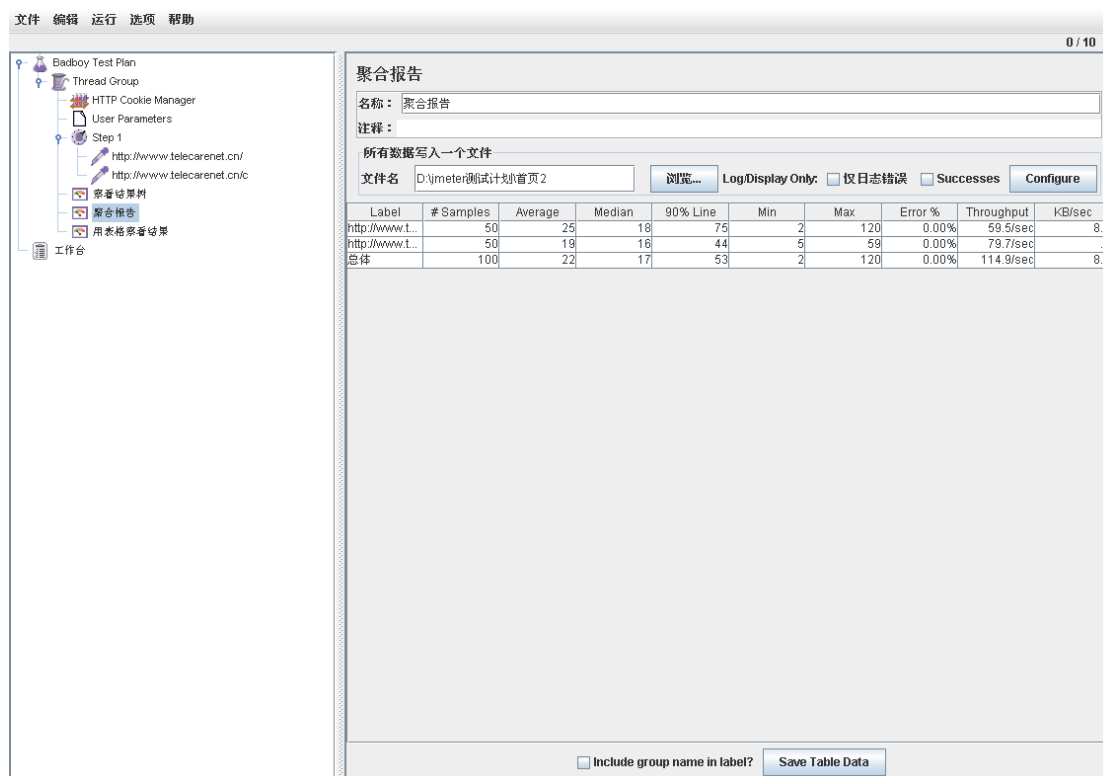 文件 编辑 运行 选项 帮助
0 / 10
Badboy Test Plan
Thread Group
HTTP Cookie Manager
User Parameters
Step 1
http://www.telecarenet.cn/
http://www.telecarenet.cn/c
察看结果树
聚合报告
用表格察看结果
工作台
聚合报告
名称： 聚合报告
注释：
所有数据写入一个文件
文件名 D:\jmeter测试计划\首页2 浏览... Log/Display Only: 仅日志错误 Successes Configure
Label # Samples Average Median 90% Line Min Max Error % Throughput KB/sec
http://www.t... 50 25 18 75 2 120 0.00% 59.5/sec 8.
http://www.t... 50 19 16 44 5 59 0.00% 79.7/sec .
总体 100 22 17 53 2 120 0.00% 114.9/sec 8.
Include group name in label? Save Table Data